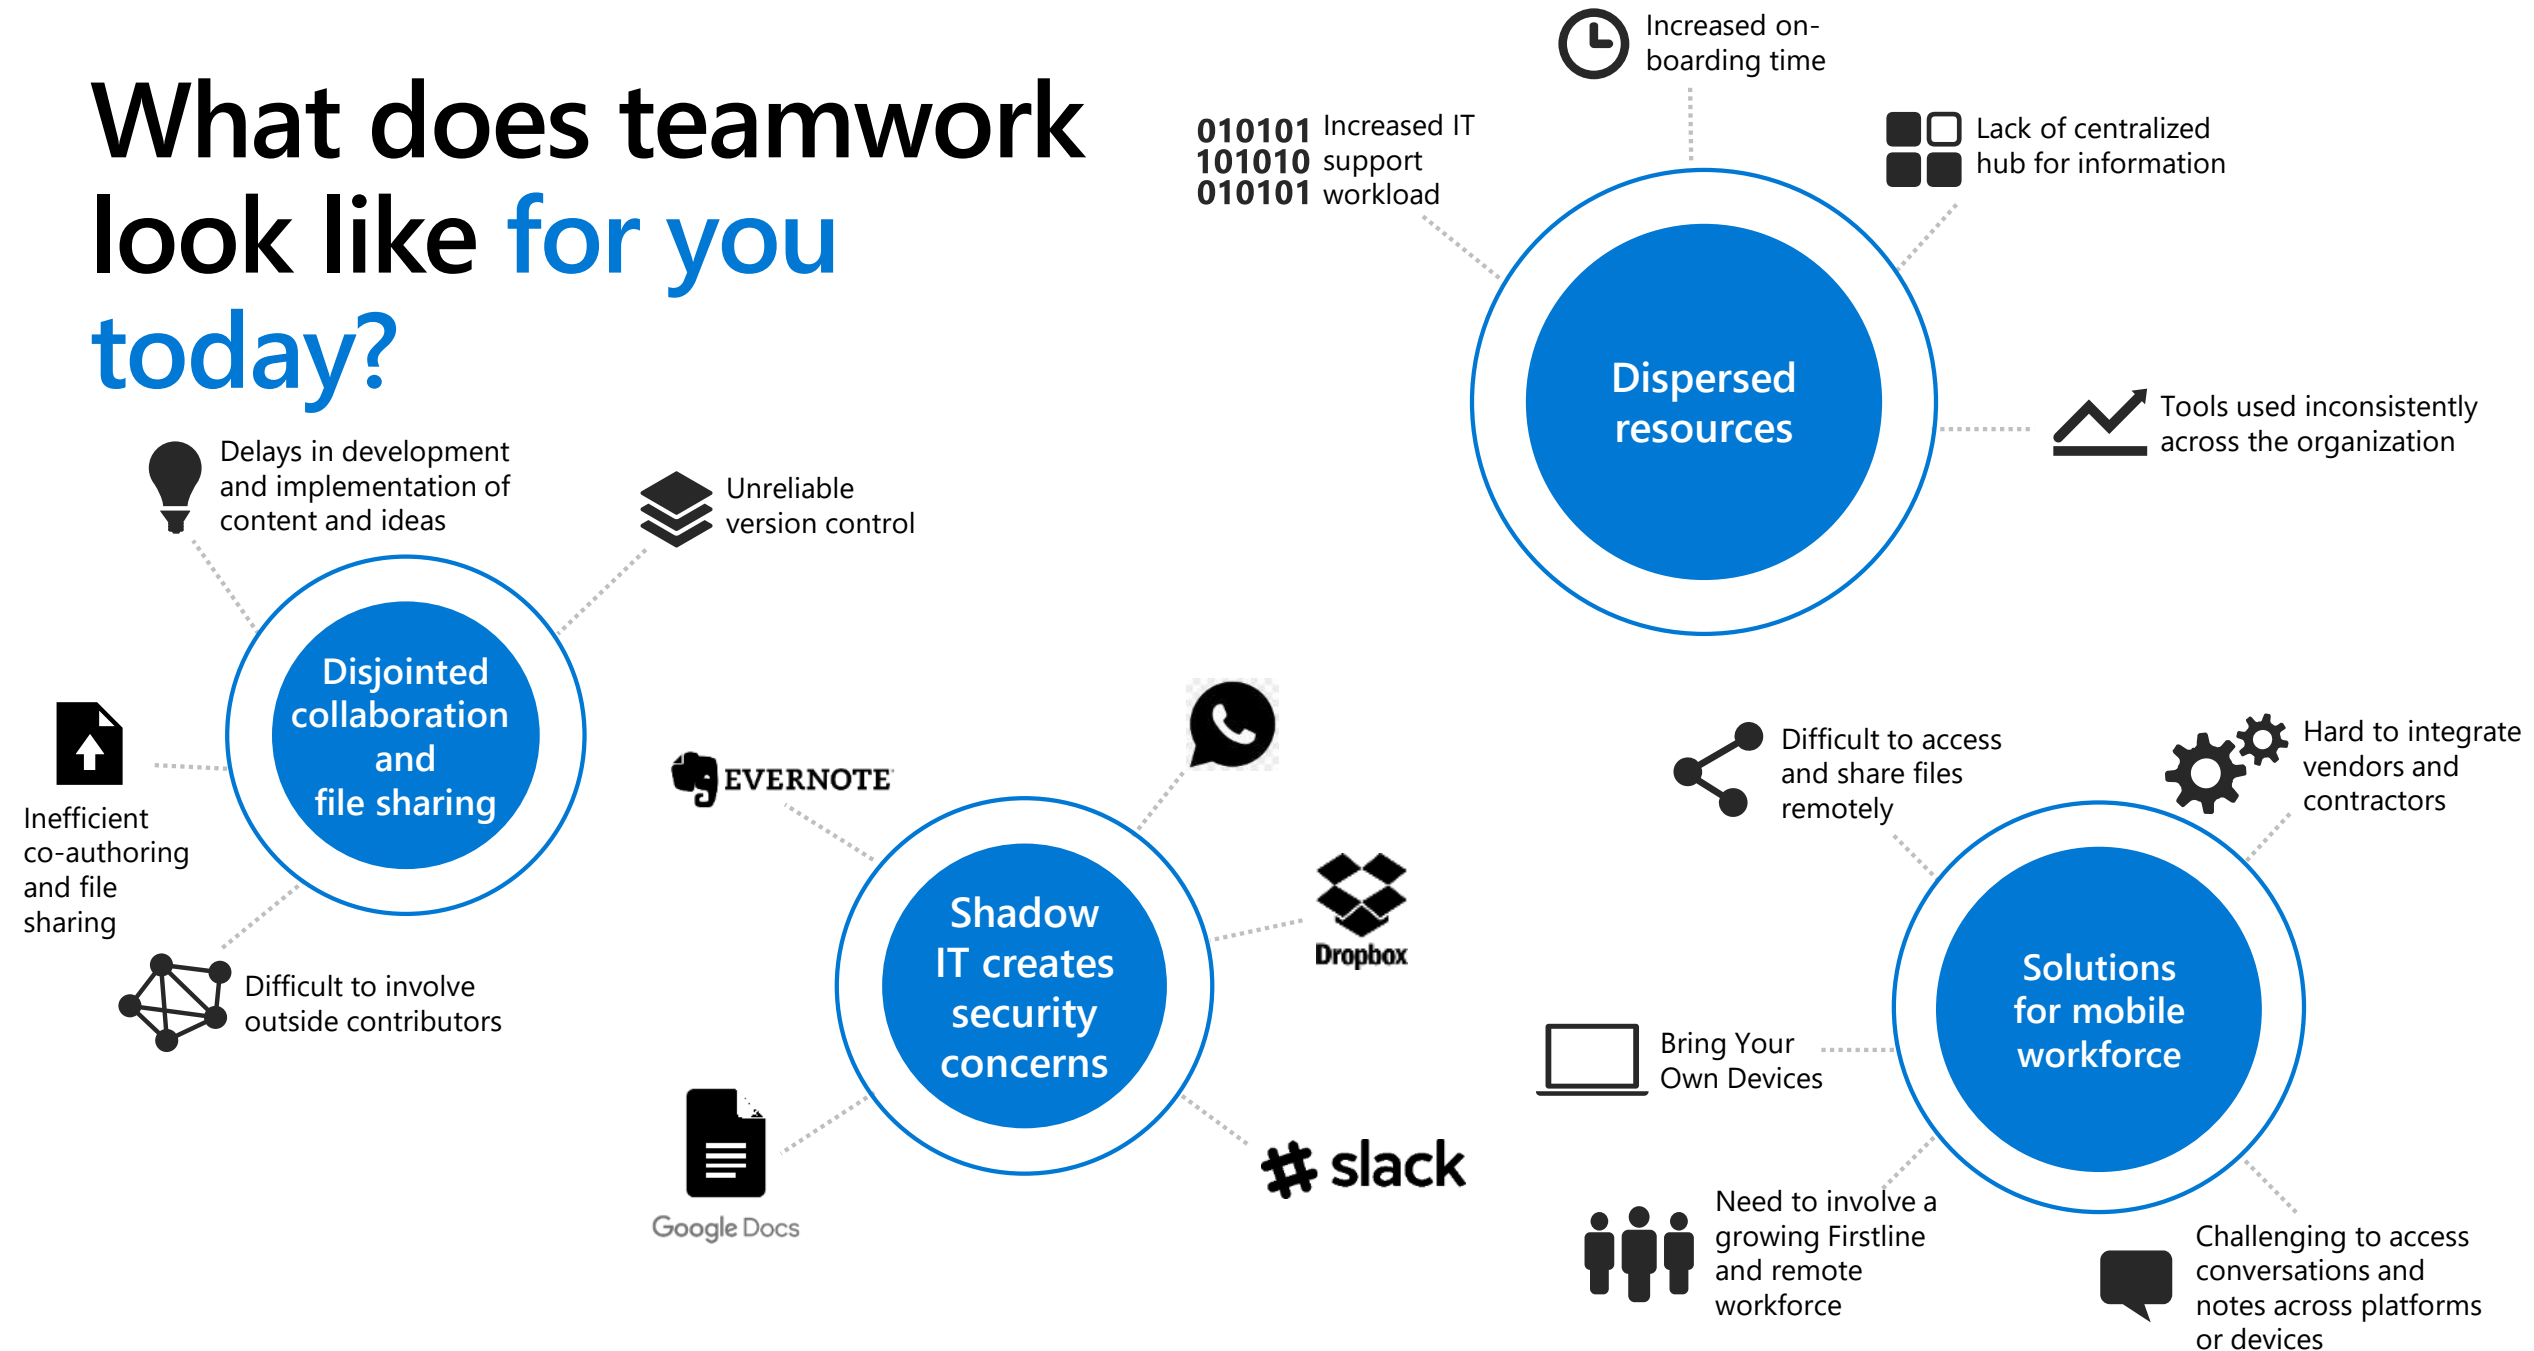 What does teamwork
look like for you
today?
Increased on-
boarding time
010101
101010
010101
Increased IT
support
workload
Lack of centralized
hub for information
Dispersed
resources
Tools used inconsistently
across the organization
Delays in development
and implementation of
content and ideas
Unreliable
version control
Disjointed
collaboration
and
file sharing
Inefficient
co-authoring
and file
sharing
Difficult to involve
outside contributors
EVERNOTE
Dropbox
Shadow
IT creates
security
concerns
Google Docs
slack
Difficult to access
and share files
remotely
Hard to integrate
vendors and
contractors
Solutions
for mobile
workforce
Bring Your
Own Devices
Need to involve a
growing Firstline
and remote
workforce
Challenging to access
conversations and
notes across platforms
or devices